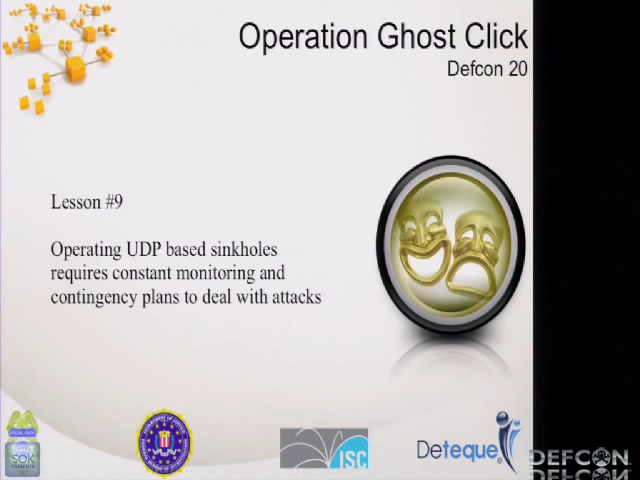 Operation Ghost Click
Defcon 20
Lesson #9
Operating UDP based sinkholes
requires constant monitoring and
contingency plans to deal with attacks
ISC
Deteque
DEFCON